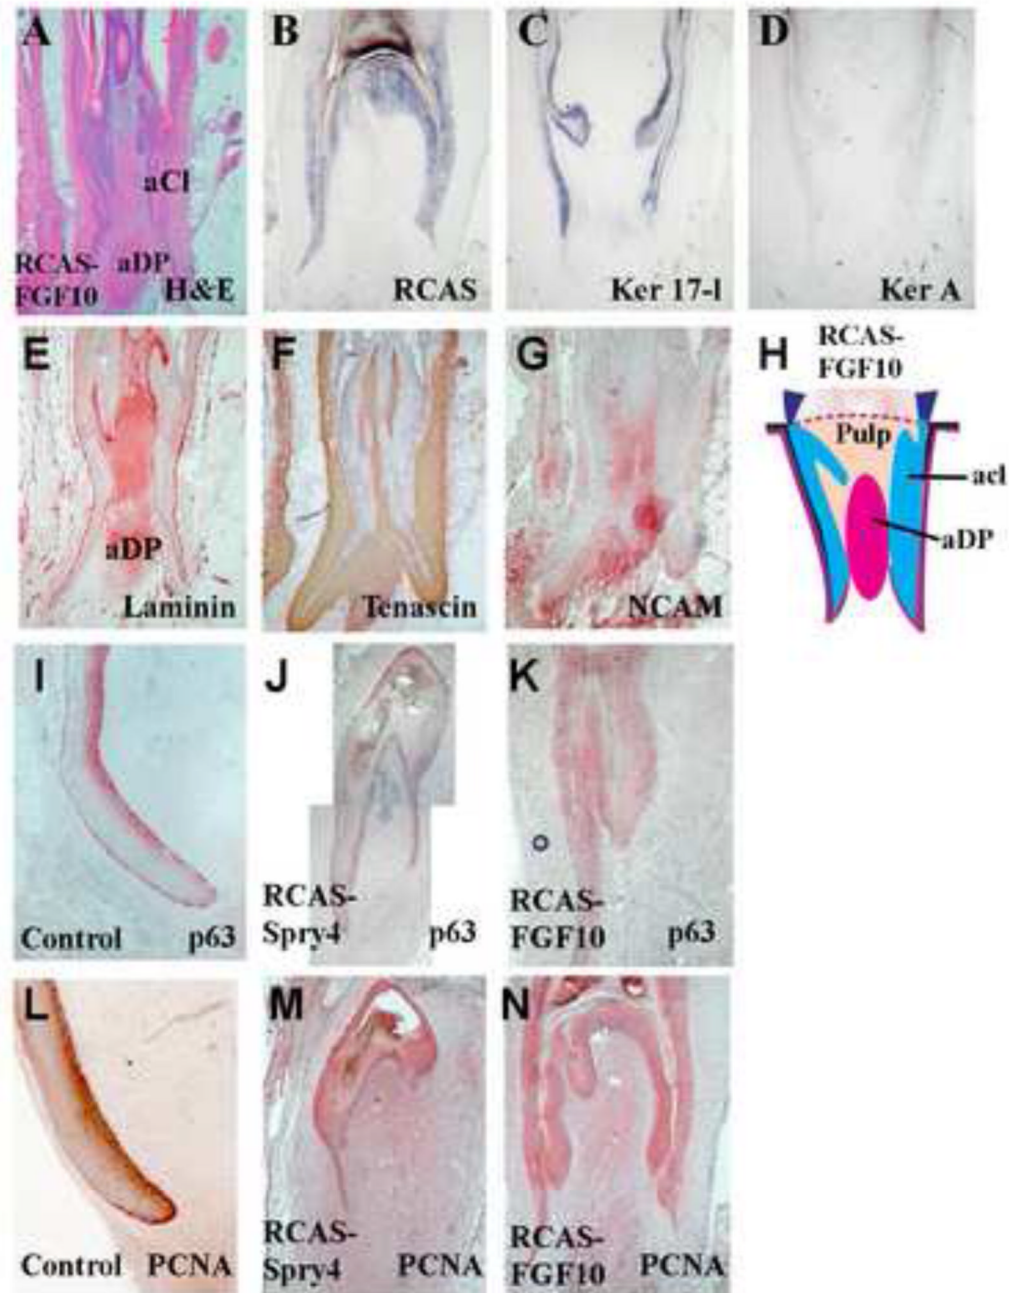 A
aCl
RCAS-
FGF10
aDP
H&E
B
RCAS
C
Ker 17-I
D
Ker A
E
aDP
Laminin
F
Tenascin
G
NCAM
H
RCAS-
FGF10
Pulp
acl
aDP
I
Control
p63
J
RCAS-
Spry4
p63
K
RCAS-
FGF10
p63
L
Control
PCNA
M
RCAS-
Spry4
PCNA
N
RCAS-
FGF10
PCNA